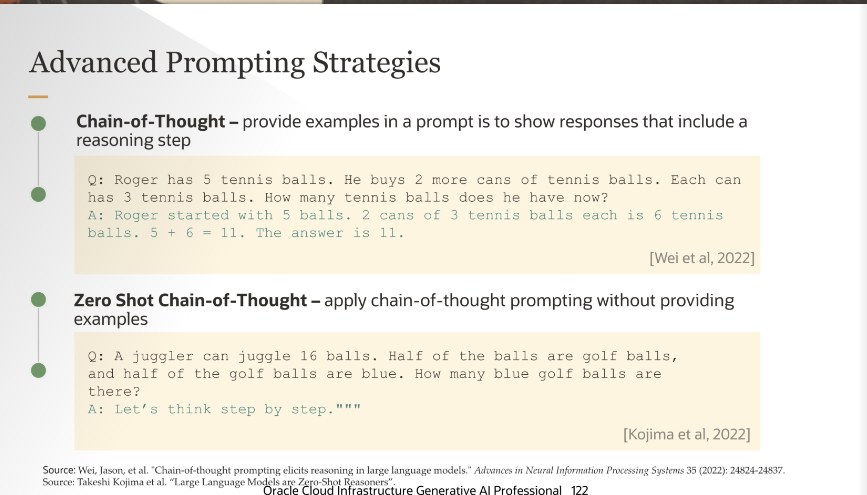 Advanced Prompting Strategies
Chain-of-Thought – provide examples in a prompt is to show responses that include a
reasoning step
Q: Roger has 5 tennis balls. He buys 2 more cans of tennis balls. Each can
has 3 tennis balls. How many tennis balls does he have now?
A: Roger started with 5 balls. 2 cans of 3 tennis balls each is 6 tennis
balls. 5 + 6 = 11. The answer is 11.
[Wei et al, 2022]
Zero Shot Chain-of-Thought – apply chain-of-thought prompting without providing
examples
Q: A juggler can juggle 16 balls. Half of the balls are golf balls,
and half of the golf balls are blue. How many blue golf balls are
there?
A: Let’s think step by step."""
[Kojima et al, 2022]
Source: Wei, Jason, et al. "Chain-of-thought prompting elicits reasoning in large language models." Advances in Neural Information Processing Systems 35 (2022): 24824-24837.
Source: Takeshi Kojima et al. “Large Language Models are Zero-Shot Reasoners”.
Oracle Cloud Infrastructure Generative AI Professional 122